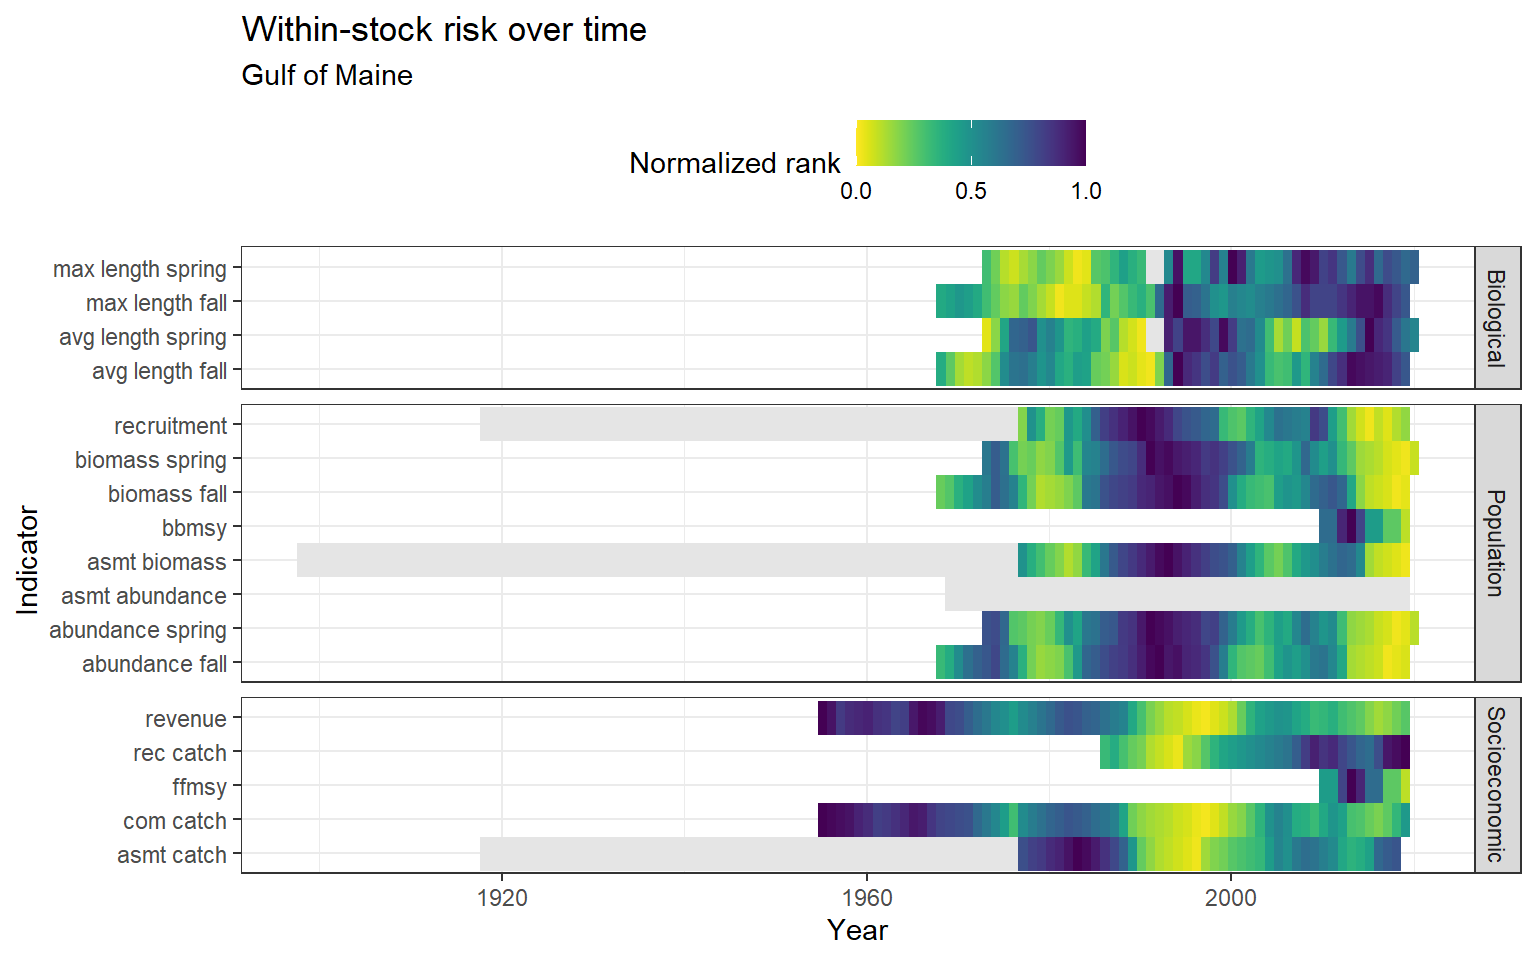 Within-stock risk over time
Gulf of Maine
Normalized rank
0.0 0.5 1.0
max length spring
max length fall
avg length spring
avg length fall
Biological
recruitment
biomass spring
biomass fall
bbmsy
asmt biomass
asmt abundance
abundance spring
abundance fall
Population
revenue
rec catch
ffmsy
com catch
asmt catch
Socioeconomic
Indicator
1920 1960 2000
Year